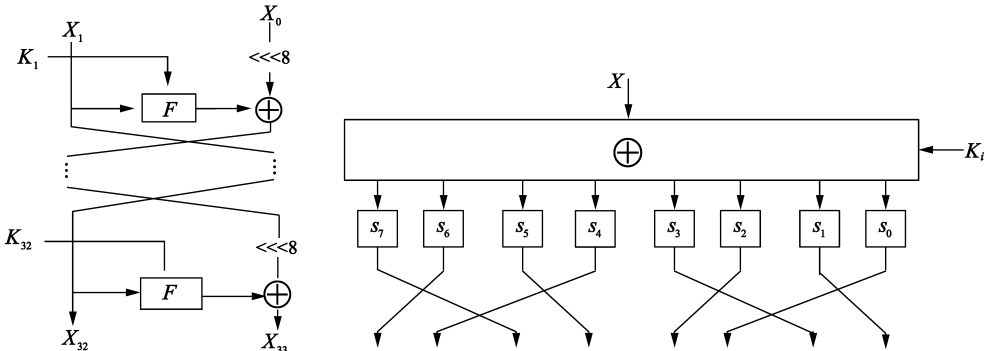 X₁
X₀
K₁
<<<8
F
⋮
⋮
K₃₂
<<<8
F
X₃₂
X₃₃
X
Kᵢ
s₇ s₆ s₅ s₄ s₃ s₂ s₁ s₀